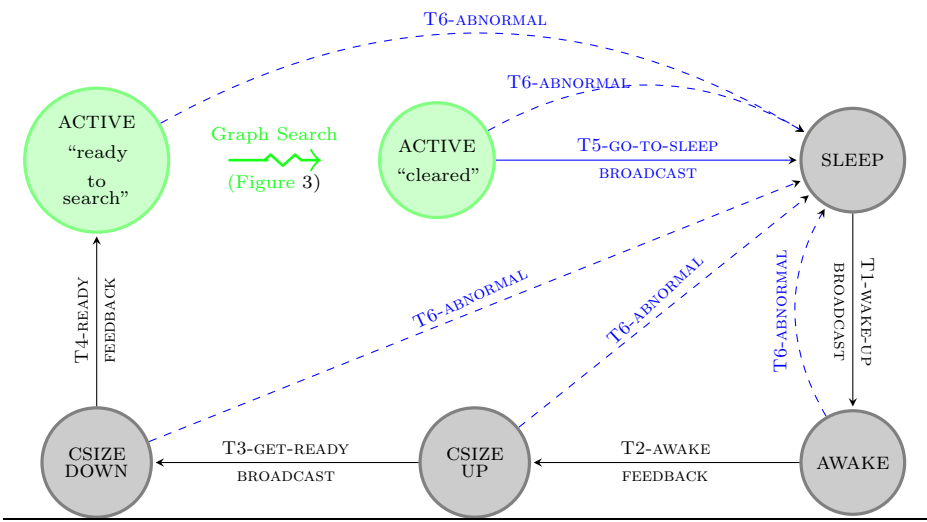 T6-ABNORMAL
T6-ABNORMAL
ACTIVE
“ready
to
search”
Graph Search
(Figure 3)
ACTIVE
“cleared”
T5-GO-TO-SLEEP
BROADCAST
SLEEP
T4-READY
FEEDBACK
T6-ABNORMAL
T6-ABNORMAL
T6-ABNORMAL
T1-WAKE-UP
BROADCAST
CSIZE
DOWN
T3-GET-READY
BROADCAST
CSIZE
UP
T2-AWAKE
FEEDBACK
AWAKE